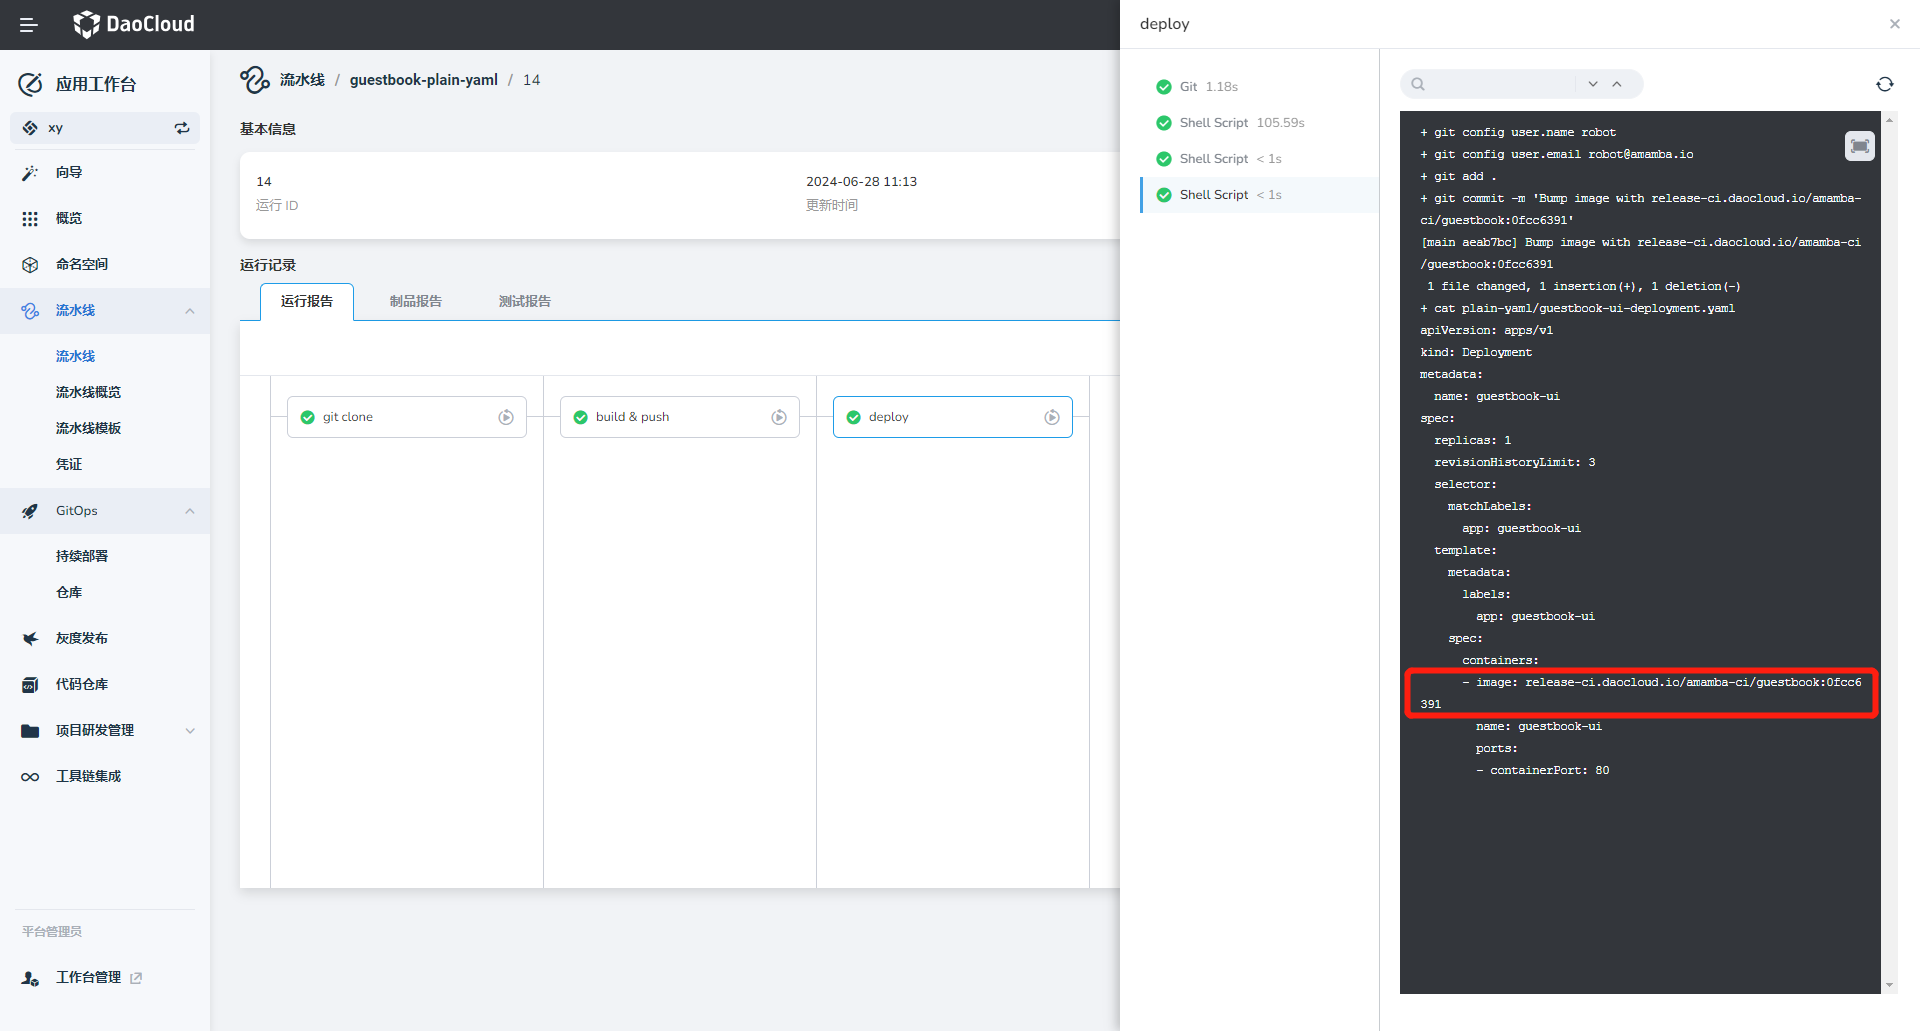 DaoCloud
应用工作台
xy
向导
概览
命名空间
流水线
流水线
流水线概览
流水线模板
凭证
GitOps
持续部署
仓库
灰度发布
代码仓库
项目研发管理
工具链集成
平台管理员
工作台管理
流水线 / guestbook-plain-yaml / 14
基本信息
14
运行 ID
2024-06-28 11:13
更新时间
运行记录
运行报告
制品报告
测试报告
git clone
build & push
deploy
deploy
Git 1.18s
Shell Script 105.59s
Shell Script < 1s
Shell Script < 1s
+ git config user.name robot
+ git config user.email robot@amamba.io
+ git add .
+ git commit -m 'Bump image with release-ci.daocloud.io/amamba-
ci/guestbook:0fcc6391'
[main aeab7bc] Bump image with release-ci.daocloud.io/amamba-ci
/guestbook:0fcc6391
1 file changed, 1 insertion(+), 1 deletion(-)
+ cat plain-yaml/guestbook-ui-deployment.yaml
apiVersion: apps/v1
kind: Deployment
metadata:
name: guestbook-ui
spec:
replicas: 1
revisionHistoryLimit: 3
selector:
matchLabels:
app: guestbook-ui
template:
metadata:
labels:
app: guestbook-ui
spec:
containers:
- image: release-ci.daocloud.io/amamba-ci/guestbook:0fcc6
391
name: guestbook-ui
ports:
- containerPort: 80